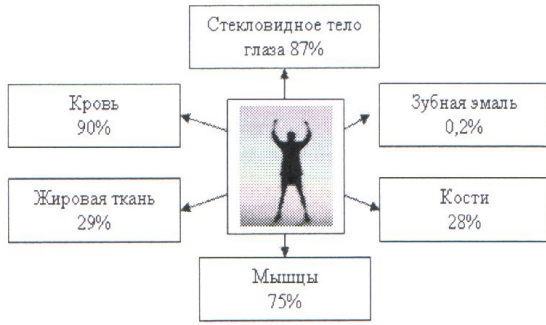 Стекловидное тело
глаза 87%
Кровь
90%
Зубная эмаль
0,2%
Жировая ткань
29%
Кости
28%
Мышцы
75%